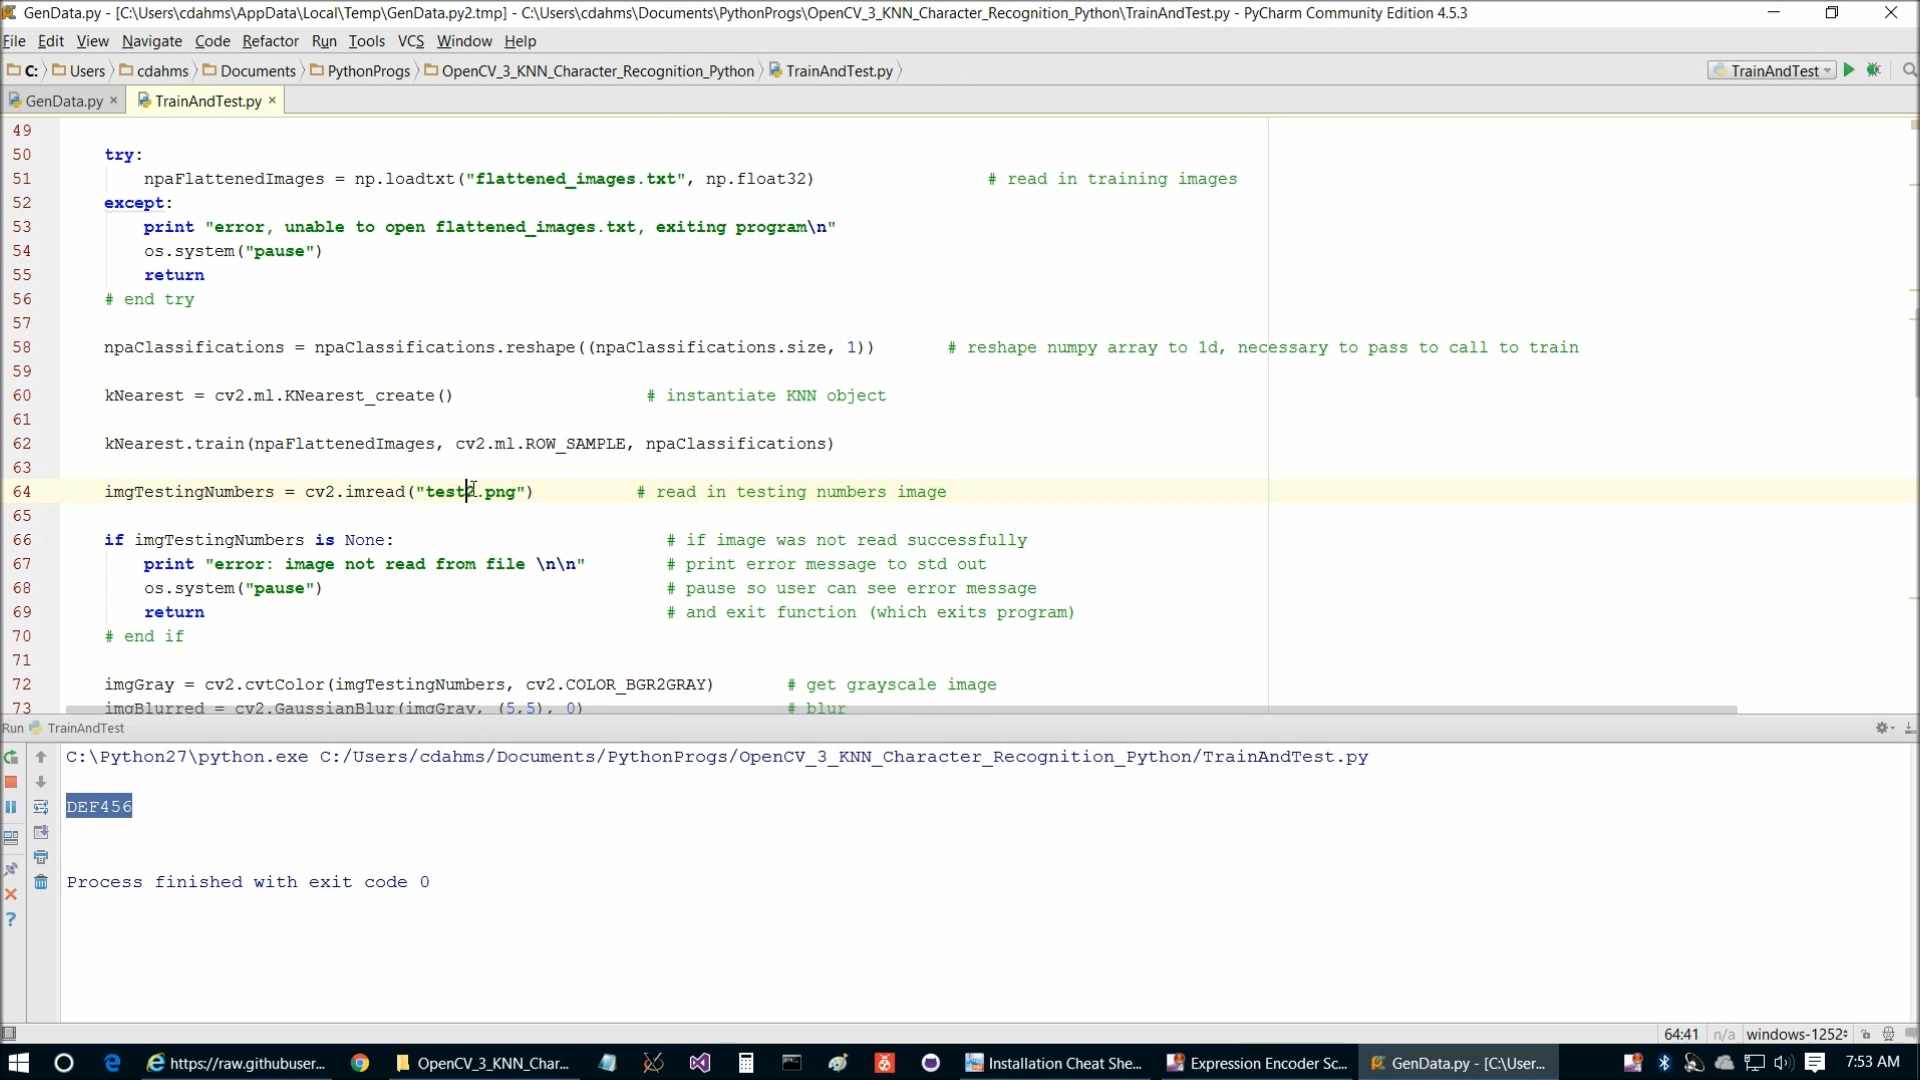 GenData.py - [C:\Users\cdahms\AppData\Local\Temp\GenData.py2.tmp] - C:\Users\cdahms\Documents\PythonProgs\OpenCV_3_KNN_Character_Recognition_Python\TrainAndTest.py - PyCharm Community Edition 4.5.3
File Edit View Navigate Code Refactor Run Tools VCS Window Help
C: Users cdahms Documents PythonProgs OpenCV_3_KNN_Character_Recognition_Python TrainAndTest.py TrainAndTest
GenData.py × TrainAndTest.py ×
49
50 try:
51 npaFlattenedImages = np.loadtxt("flattened_images.txt", np.float32) # read in training images
52 except:
53 print "error, unable to open flattened_images.txt, exiting program\n"
54 os.system("pause")
55 return
56 # end try
57
58 npaClassifications = npaClassifications.reshape((npaClassifications.size, 1)) # reshape numpy array to 1d, necessary to pass to call to train
59
60 kNearest = cv2.ml.KNearest_create() # instantiate KNN object
61
62 kNearest.train(npaFlattenedImages, cv2.ml.ROW_SAMPLE, npaClassifications)
63
64 imgTestingNumbers = cv2.imread("test2.png") # read in testing numbers image
65
66 if imgTestingNumbers is None: # if image was not read successfully
67 print "error: image not read from file \n\n" # print error message to std out
68 os.system("pause") # pause so user can see error message
69 return # and exit function (which exits program)
70 # end if
71
72 imgGray = cv2.cvtColor(imgTestingNumbers, cv2.COLOR_BGR2GRAY) # get grayscale image
73 imgBlurred = cv2.GaussianBlur(imgGray, (5,5), 0) # blur
Run TrainAndTest
C:\Python27\python.exe C:/Users/cdahms/Documents/PythonProgs/OpenCV_3_KNN_Character_Recognition_Python/TrainAndTest.py
DEF456
Process finished with exit code 0
64:41 n/a windows-1252
https://raw.githubuser... OpenCV_3_KNN_Char... Installation Cheat She... Expression Encoder Sc... GenData.py - [C:\User... 7:53 AM